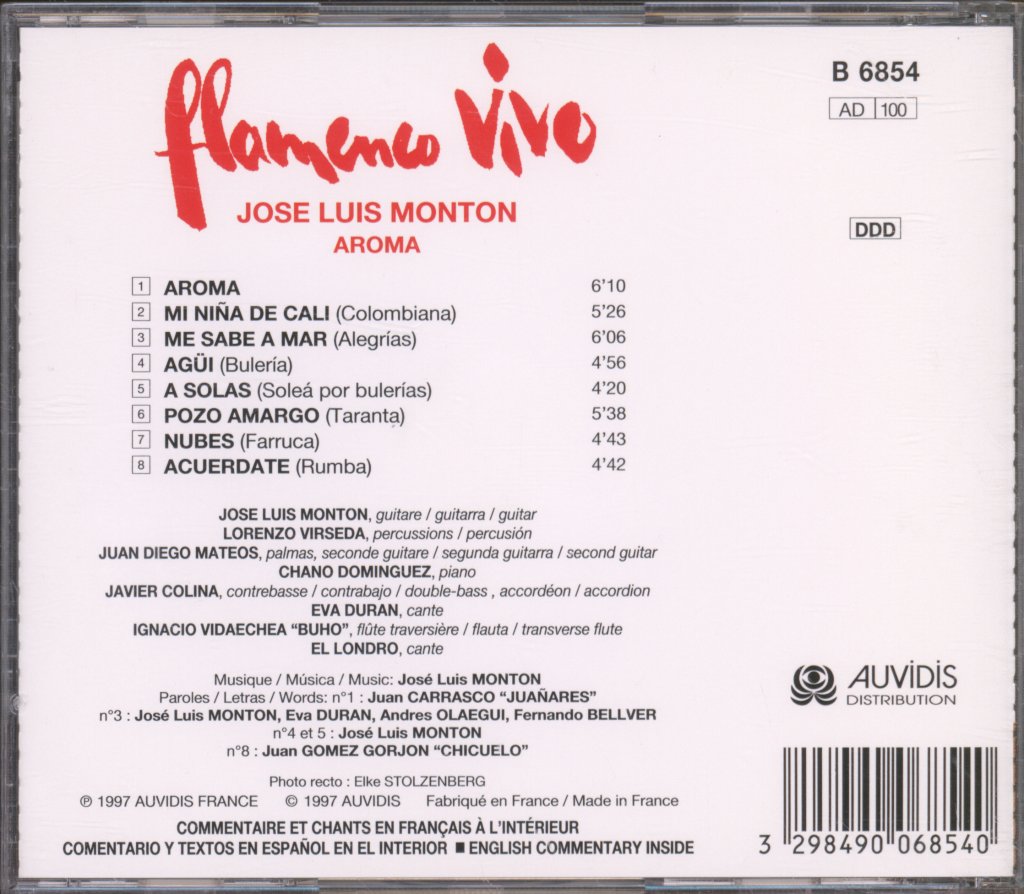 flamenco vivo
B 6854
AD 100
JOSE LUIS MONTON
AROMA
DDD
1 AROMA 6'10
2 MI NIÑA DE CALI (Colombiana) 5'26
3 ME SABE A MAR (Alegrías) 6'06
4 AGÜI (Bulería) 4'56
5 A SOLAS (Soleá por bulerías) 4'20
6 POZO AMARGO (Taranta) 5'38
7 NUBES (Farruca) 4'43
8 ACUERDATE (Rumba) 4'42
JOSE LUIS MONTON, guitare / guitarra / guitar
LORENZO VIRSEDA, percussions / percusión
JUAN DIEGO MATEOS, palmas, seconde guitare / segunda guitarra / second guitar
CHANO DOMINGUEZ, piano
JAVIER COLINA, contrebasse / contrabajo / double-bass , accordéon / accordion
EVA DURAN, cante
IGNACIO VIDAECHEA “BUHO”, flûte traversière / flauta / transverse flute
EL LONDRO, cante
Musique / Música / Music: José Luis MONTON
Paroles / Letras / Words: n°1 : Juan CARRASCO “JUAÑARES”
n°3 : José Luis MONTON, Eva DURAN, Andres OLAEGUI, Fernando BELLVER
n°4 et 5 : José Luis MONTON
n°8 : Juan GOMEZ GORJON “CHICUELO”
AUVIDIS
DISTRIBUTION
Photo recto : Elke STOLZENBERG
℗ 1997 AUVIDIS FRANCE © 1997 AUVIDIS Fabriqué en France / Made in France
COMMENTAIRE ET CHANTS EN FRANÇAIS À L'INTÉRIEUR
COMENTARIO Y TEXTOS EN ESPAÑOL EN EL INTERIOR ■ ENGLISH COMMENTARY INSIDE
3 298490 068540